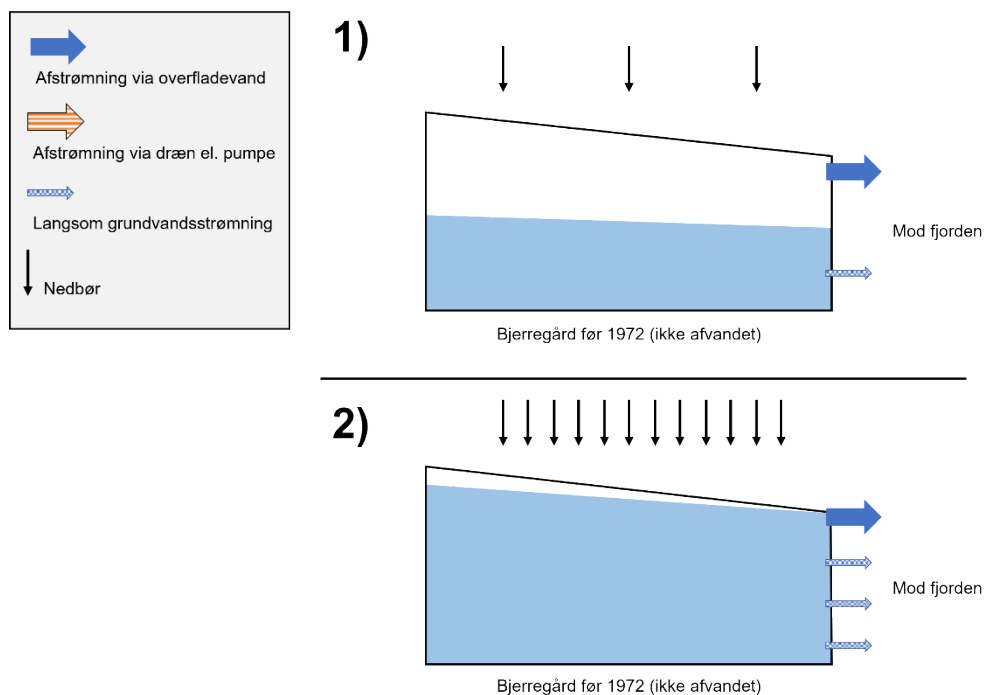 Afstrømning via overfladevand
Afstrømning via dræn el. pumpe
Langsom grundvandsstrømning
Nedbør
1)
Mod fjorden
Bjerregård før 1972 (ikke afvandet)
2)
Mod fjorden
Bjerregård før 1972 (ikke afvandet)